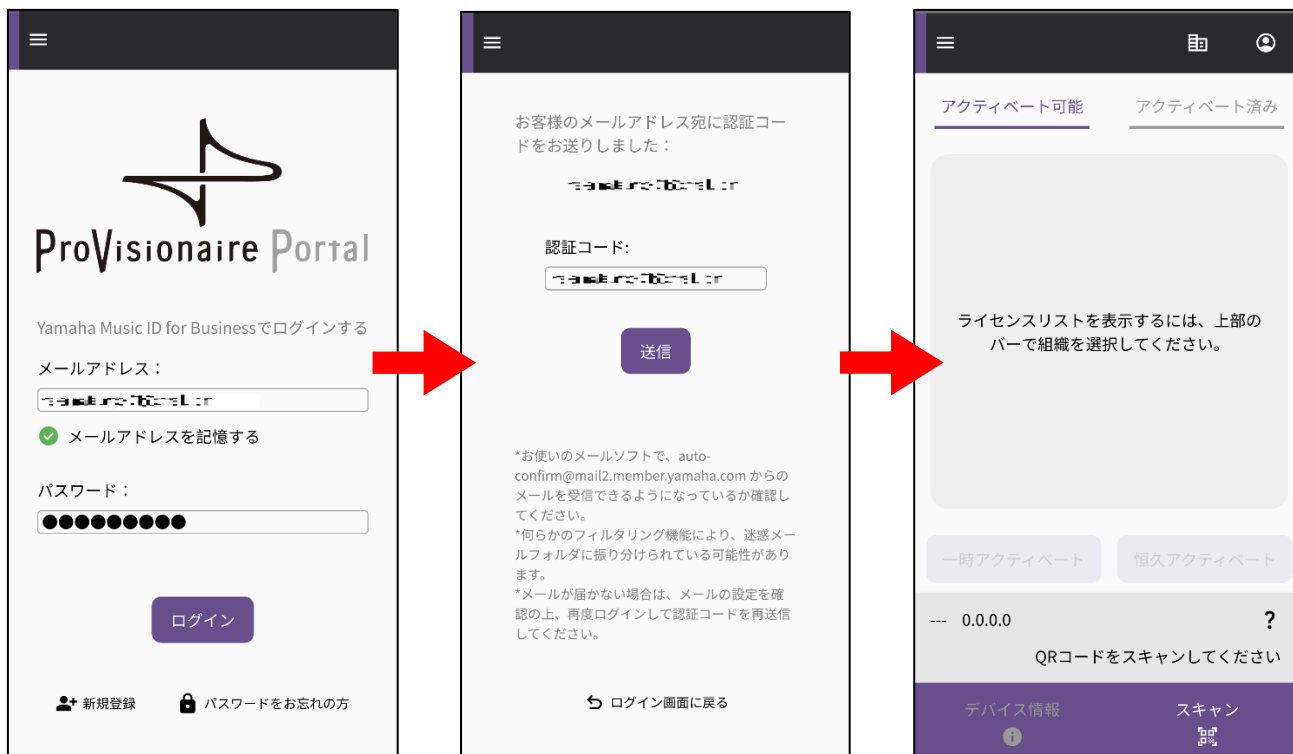 ProVisionaire Portal
Yamaha Music ID for Businessでログインする
メールアドレス：
メールアドレスを記憶する
パスワード：
●●●●●●●●●
ログイン
新規登録
パスワードをお忘れの方
お客様のメールアドレス宛に認証コー
ドをお送りしました：
認証コード:
送信
*お使いのメールソフトで、auto-
confirm@mail2.member.yamaha.com からの
メールを受信できるようになっているか確認し
てください。
*何らかのフィルタリング機能により、迷惑メー
ルフォルダに振り分けられている可能性があり
ます。
*メールが届かない場合は、メールの設定を確
認の上、再度ログインして認証コードを再送信
してください。
ログイン画面に戻る
アクティベート可能
アクティベート済み
ライセンスリストを表示するには、上部の
バーで組織を選択してください。
一時アクティベート
恒久アクティベート
--- 0.0.0.0
?
QRコードをスキャンしてください
デバイス情報
スキャン